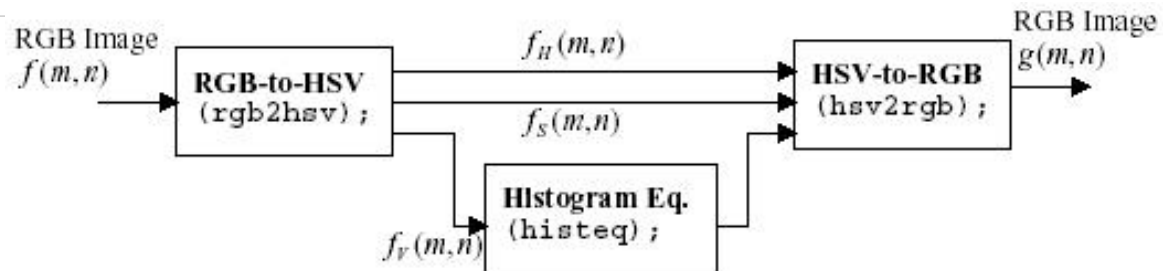 RGB Image
f(m,n)
RGB-to-HSV
(rgb2hsv);
f_H(m,n)
f_S(m,n)
f_V(m,n)
Histogram Eq.
(histeq);
HSV-to-RGB
(hsv2rgb);
RGB Image
g(m,n)